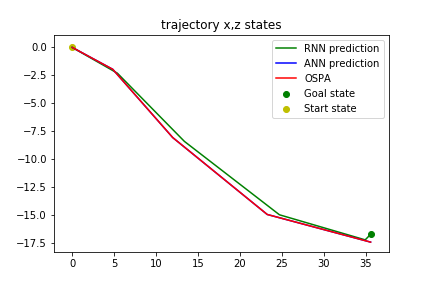 trajectory x,z states
RNN prediction
ANN prediction
OSPA
Goal state
Start state
0.0
−2.5
−5.0
−7.5
−10.0
−12.5
−15.0
−17.5
0 5 10 15 20 25 30 35